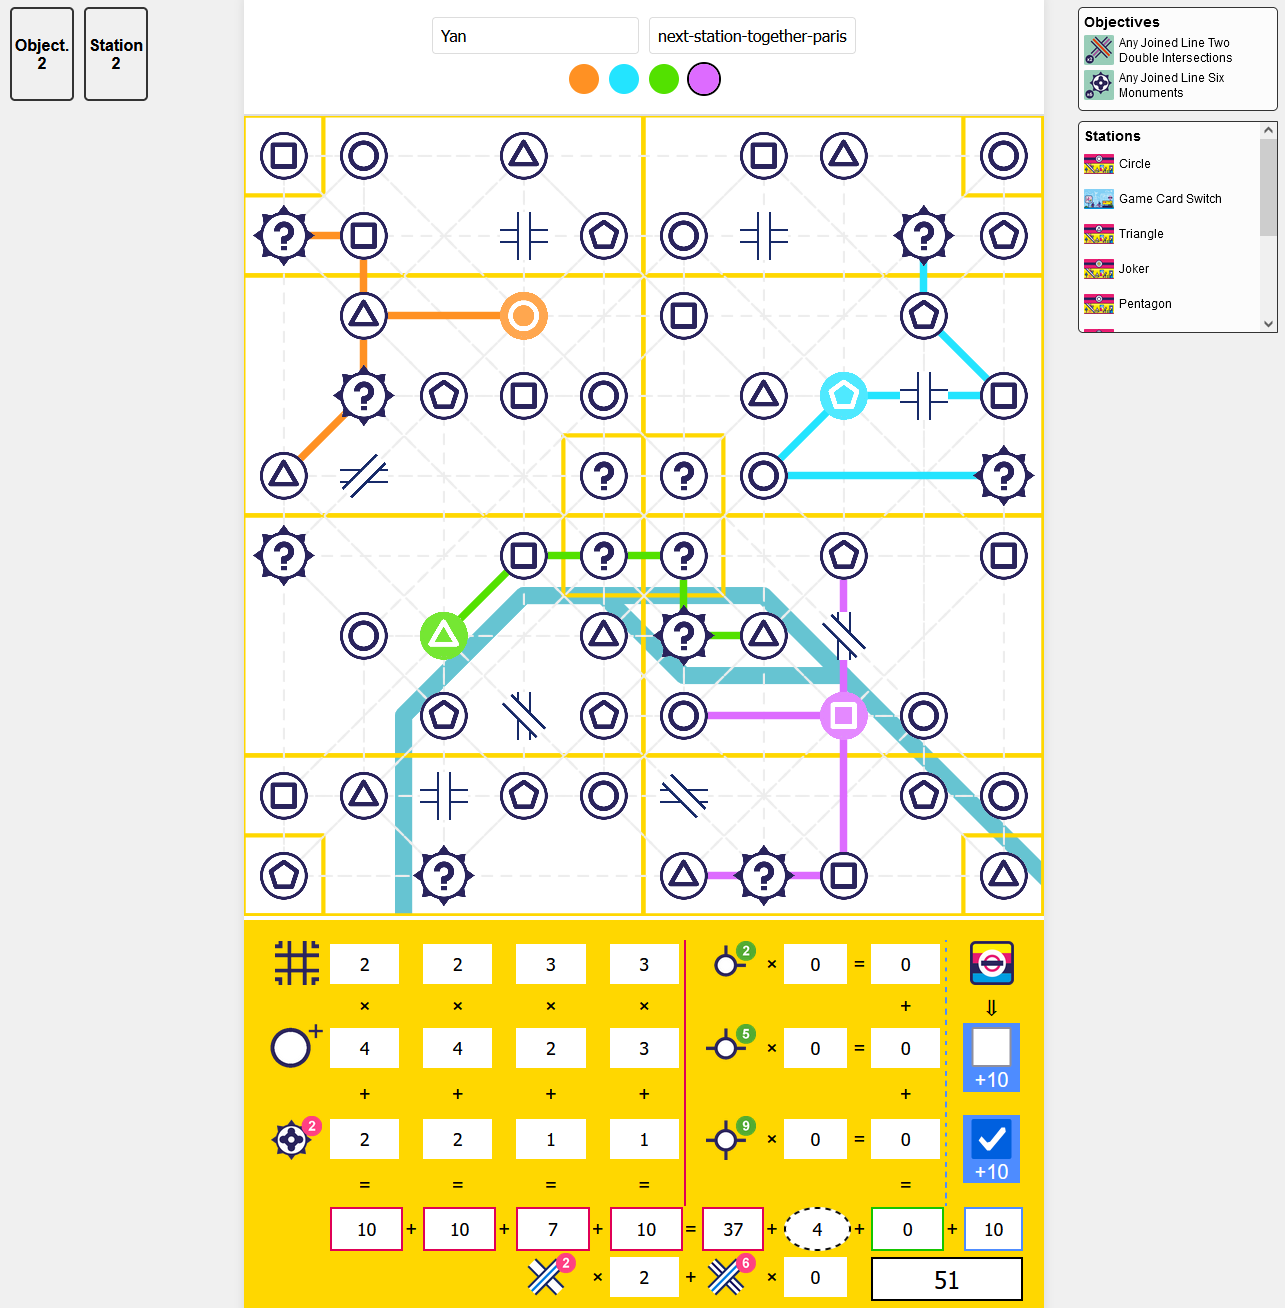 Object.
2
Station
2
Yan
next-station-together-paris
Objectives
Any Joined Line Two
Double Intersections
Any Joined Line Six
Monuments
Stations
Circle
Game Card Switch
Triangle
Joker
Pentagon
? ?
?
? ?
?
? ? ?
?
? ?
2 2 3 3 2 × 0 = 0
× × × × +
4 4 2 3 5 × 0 = 0
+10
+ + + + +
2 2 2 1 1 9 × 0 = 0
+10
= = = = =
10 + 10 + 7 + 10 = 37 + 4 + 0 + 10
2 × 2 + 6 × 0 51